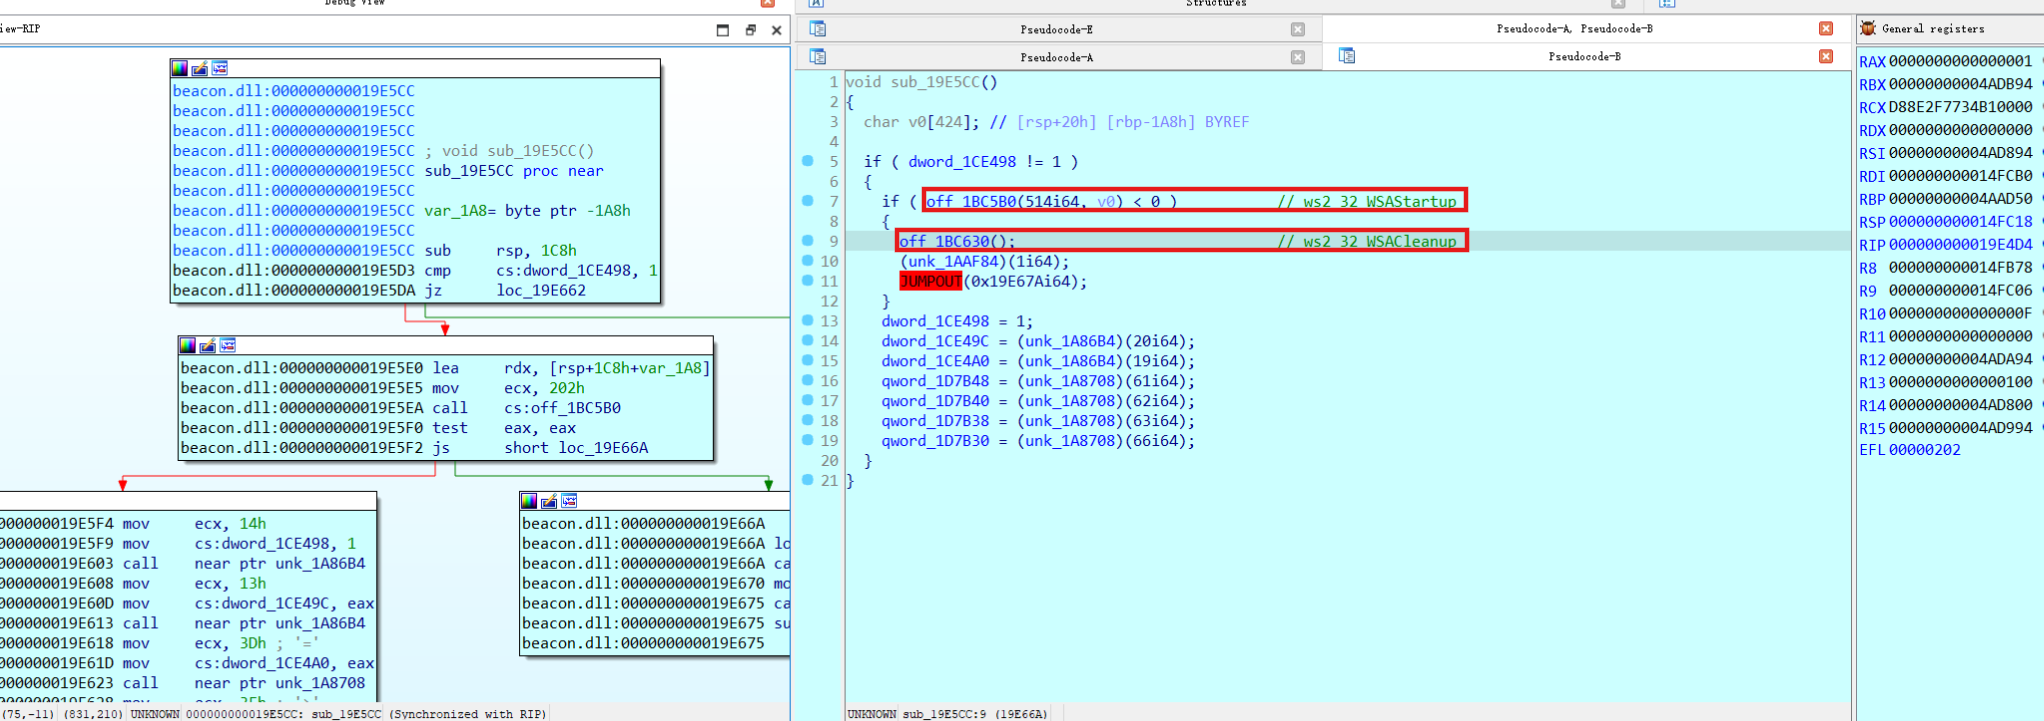 Debug View
Structures
iew-RIP
Pseudocode-E
Pseudocode-A, Pseudocode-B
General registers
Pseudocode-A
Pseudocode-B
beacon.dll:000000000019E5CC
beacon.dll:000000000019E5CC
beacon.dll:000000000019E5CC
beacon.dll:000000000019E5CC ; void sub_19E5CC()
beacon.dll:000000000019E5CC sub_19E5CC proc near
beacon.dll:000000000019E5CC
beacon.dll:000000000019E5CC var_1A8= byte ptr -1A8h
beacon.dll:000000000019E5CC
beacon.dll:000000000019E5CC sub rsp, 1C8h
beacon.dll:000000000019E5D3 cmp cs:dword_1CE498, 1
beacon.dll:000000000019E5DA jz loc_19E662
beacon.dll:000000000019E5E0 lea rdx, [rsp+1C8h+var_1A8]
beacon.dll:000000000019E5E5 mov ecx, 202h
beacon.dll:000000000019E5EA call cs:off_1BC5B0
beacon.dll:000000000019E5F0 test eax, eax
beacon.dll:000000000019E5F2 js short loc_19E66A
000000019E5F4 mov ecx, 14h
000000019E5F9 mov cs:dword_1CE498, 1
000000019E603 call near ptr unk_1A86B4
000000019E608 mov ecx, 13h
000000019E60D mov cs:dword_1CE49C, eax
000000019E613 call near ptr unk_1A86B4
000000019E618 mov ecx, 3Dh ; '='
000000019E61D mov cs:dword_1CE4A0, eax
000000019E623 call near ptr unk_1A8708
beacon.dll:000000000019E66A
beacon.dll:000000000019E66A lo
beacon.dll:000000000019E66A ca
beacon.dll:000000000019E670 mo
beacon.dll:000000000019E675 ca
beacon.dll:000000000019E675 su
beacon.dll:000000000019E675
(75,-11) (831,210) UNKNOWN 000000000019E5CC: sub_19E5CC (Synchronized with RIP)
1 void sub_19E5CC()
2 {
3 char v0[424]; // [rsp+20h] [rbp-1A8h] BYREF
4
5 if ( dword_1CE498 != 1 )
6 {
7 if ( off_1BC5B0(514i64, v0) < 0 ) // ws2_32_WSAStartup
8 {
9 off_1BC630(); // ws2_32_WSACleanup
10 (unk_1AAF84)(1i64);
11 JUMPOUT(0x19E67Ai64);
12 }
13 dword_1CE498 = 1;
14 dword_1CE49C = (unk_1A86B4)(20i64);
15 dword_1CE4A0 = (unk_1A86B4)(19i64);
16 qword_1D7B48 = (unk_1A8708)(61i64);
17 qword_1D7B40 = (unk_1A8708)(62i64);
18 qword_1D7B38 = (unk_1A8708)(63i64);
19 qword_1D7B30 = (unk_1A8708)(66i64);
20 }
21 }
UNKNOWN sub_19E5CC:9 (19E66A)
RAX 0000000000000001
RBX 00000000004ADB94
RCX D88E2F7734B10000
RDX 0000000000000000
RSI 00000000004AD894
RDI 000000000014FCB0
RBP 00000000004AAD50
RSP 000000000014FC18
RIP 000000000019E4D4
R8 000000000014FB78
R9 000000000014FC06
R10 000000000000000F
R11 0000000000000000
R12 00000000004ADA94
R13 0000000000000100
R14 00000000004AD800
R15 00000000004AD994
EFL 00000202